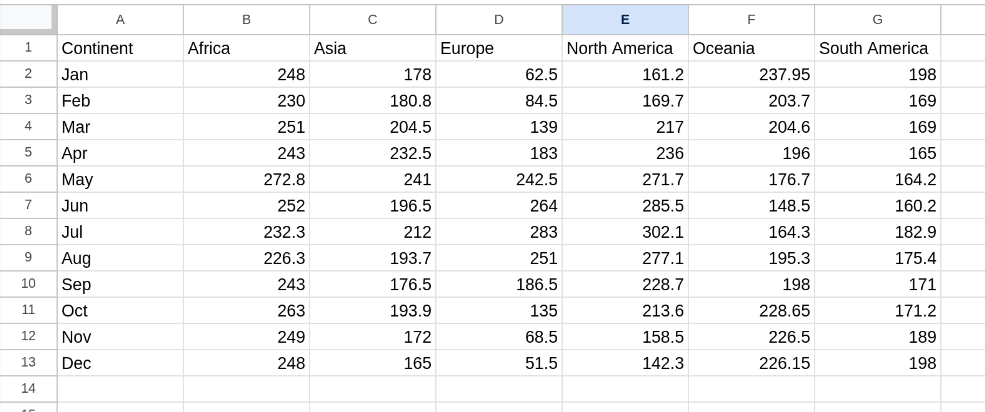 A B C D E F G
1 Continent Africa Asia Europe North America Oceania South America
2 Jan 248 178 62.5 161.2 237.95 198
3 Feb 230 180.8 84.5 169.7 203.7 169
4 Mar 251 204.5 139 217 204.6 169
5 Apr 243 232.5 183 236 196 165
6 May 272.8 241 242.5 271.7 176.7 164.2
7 Jun 252 196.5 264 285.5 148.5 160.2
8 Jul 232.3 212 283 302.1 164.3 182.9
9 Aug 226.3 193.7 251 277.1 195.3 175.4
10 Sep 243 176.5 186.5 228.7 198 171
11 Oct 263 193.9 135 213.6 228.65 171.2
12 Nov 249 172 68.5 158.5 226.5 189
13 Dec 248 165 51.5 142.3 226.15 198
14